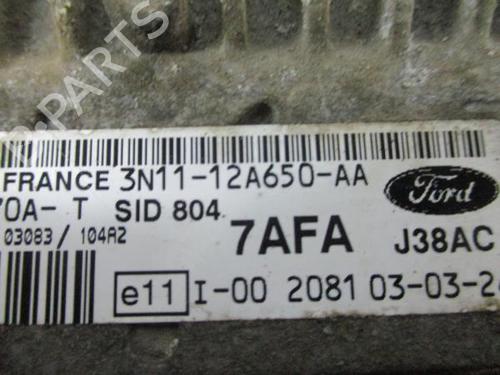 B-PARTS
FRANCE 3N11-12A650-AA
70A-T SID 804
03083/104A2
7AFA
J38AC
Ford
e11 I-00 2081 03-03-2